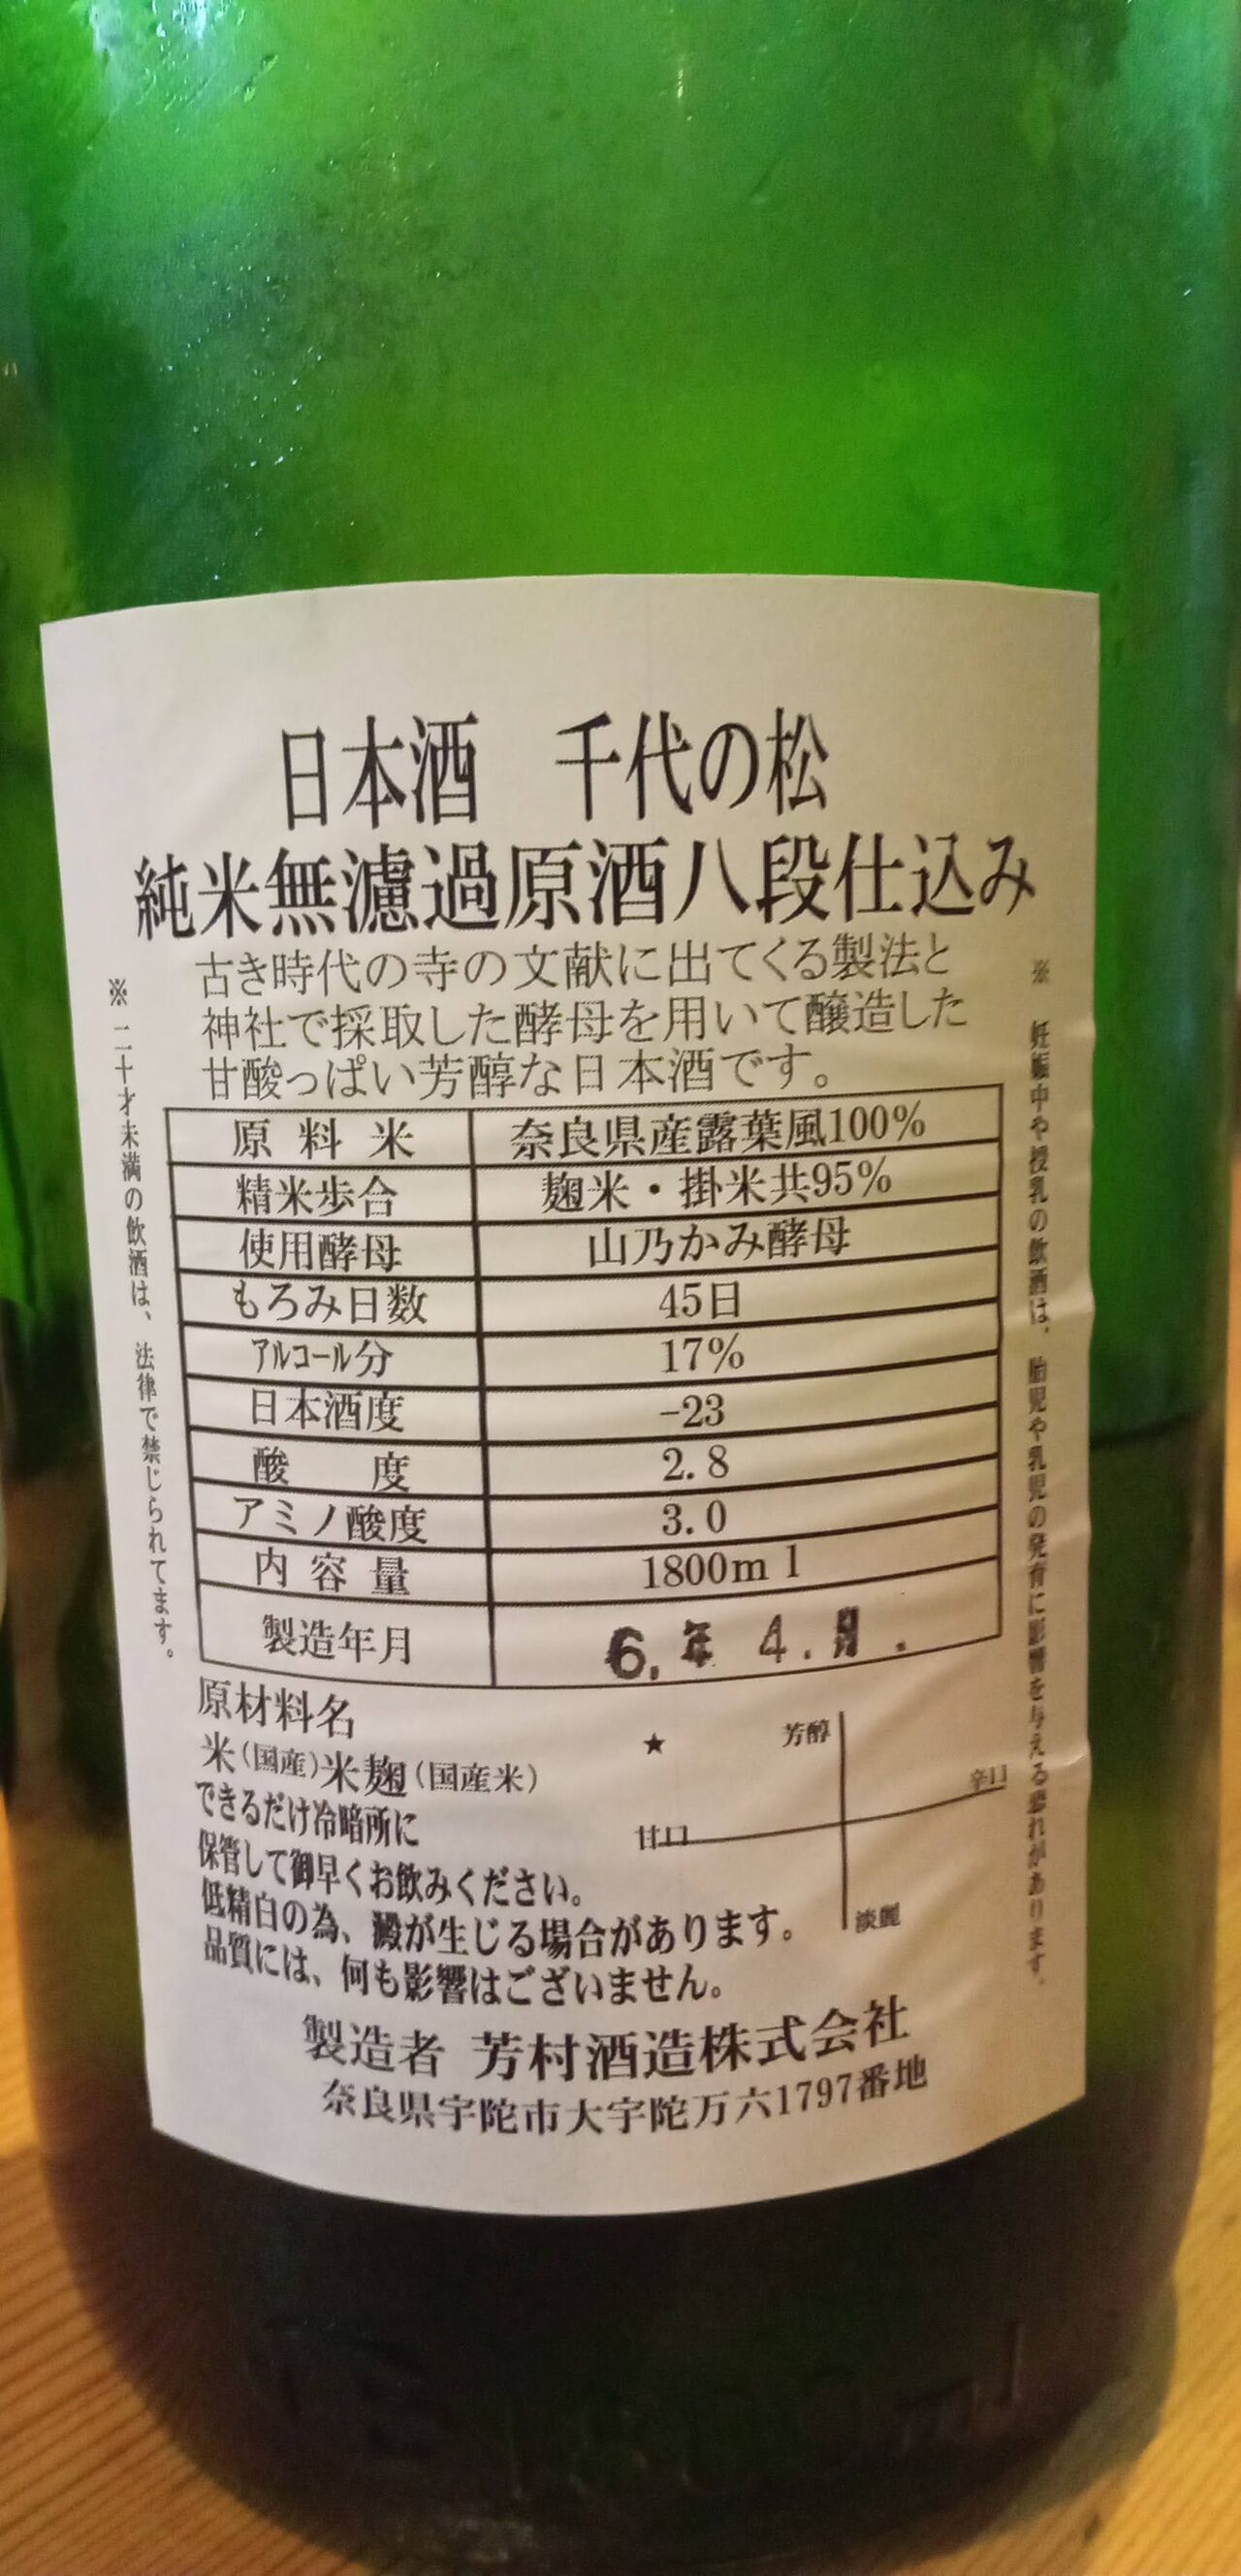 日本酒　千代の松
純米無濾過原酒八段仕込み
古き時代の寺の文献に出てくる製法と
神社で採取した酵母を用いて醸造した
甘酸っぱい芳醇な日本酒です。
※ 二十才未満の飲酒は、法律で禁じられてます。
※ 妊娠中や授乳の飲酒は、胎児や乳児の発育に影響を与える恐れがあります。
原料米 奈良県産露葉風100%
精米歩合 麹米・掛米共95%
使用酵母 山乃かみ酵母
もろみ日数 45日
アルコール分 17%
日本酒度 -23
酸度 2.8
アミノ酸度 3.0
内容量 1800ml
製造年月 6.年 4.月.
原材料名
米(国産)米麹(国産米)
できるだけ冷暗所に
保管して御早くお飲みください。
低精白の為、澱が生じる場合があります。
品質には、何も影響はございません。
★
芳醇
辛口
甘口
淡麗
製造者 芳村酒造株式会社
奈良県宇陀市大宇陀万六1797番地